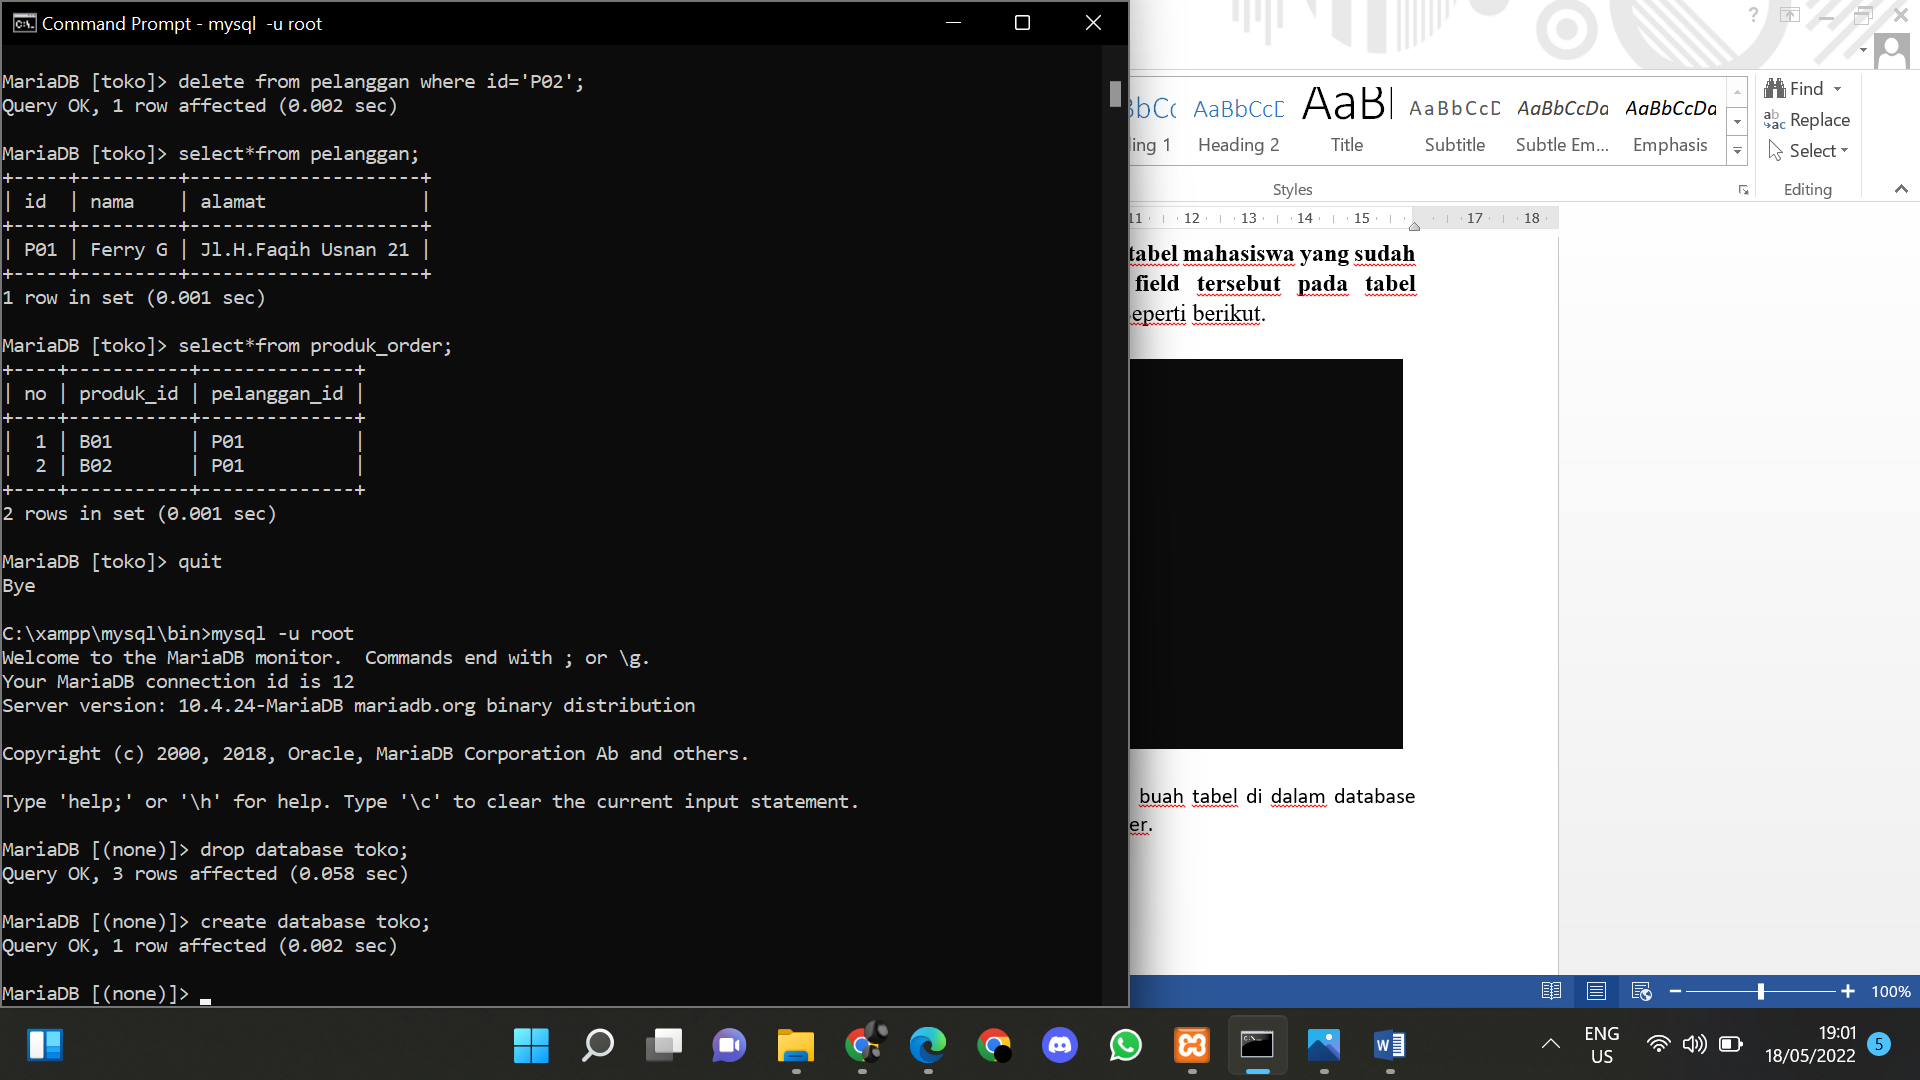 Command Prompt - mysql  -u root
MariaDB [toko]> delete from pelanggan where id='P02';
Query OK, 1 row affected (0.002 sec)
MariaDB [toko]> select*from pelanggan;
+-----+---------+---------------------+
| id  | nama    | alamat              |
+-----+---------+---------------------+
| P01 | Ferry G | Jl.H.Faqih Usnan 21 |
+-----+---------+---------------------+
1 row in set (0.001 sec)
MariaDB [toko]> select*from produk_order;
+----+-----------+--------------+
| no | produk_id | pelanggan_id |
+----+-----------+--------------+
|  1 | B01       | P01          |
|  2 | B02       | P01          |
+----+-----------+--------------+
2 rows in set (0.001 sec)
MariaDB [toko]> quit
Bye
C:\xampp\mysql\bin>mysql -u root
Welcome to the MariaDB monitor.  Commands end with ; or \g.
Your MariaDB connection id is 12
Server version: 10.4.24-MariaDB mariadb.org binary distribution
Copyright (c) 2000, 2018, Oracle, MariaDB Corporation Ab and others.
Type 'help;' or '\h' for help. Type '\c' to clear the current input statement.
MariaDB [(none)]> drop database toko;
Query OK, 3 rows affected (0.058 sec)
MariaDB [(none)]> create database toko;
Query OK, 1 row affected (0.002 sec)
MariaDB [(none)]>
AaBbCcD AaBbCcD AaBbCcDa AaBbCcDa
ing 1 Heading 2 Title Subtitle Subtle Em... Emphasis
Styles
Find
Replace
Select
Editing
11 12 13 14 15 17 18
tabel mahasiswa yang sudah
field tersebut pada tabel
eperti berikut.
buah tabel di dalam database
er.
100%
ENG
US
19:01
18/05/2022
5